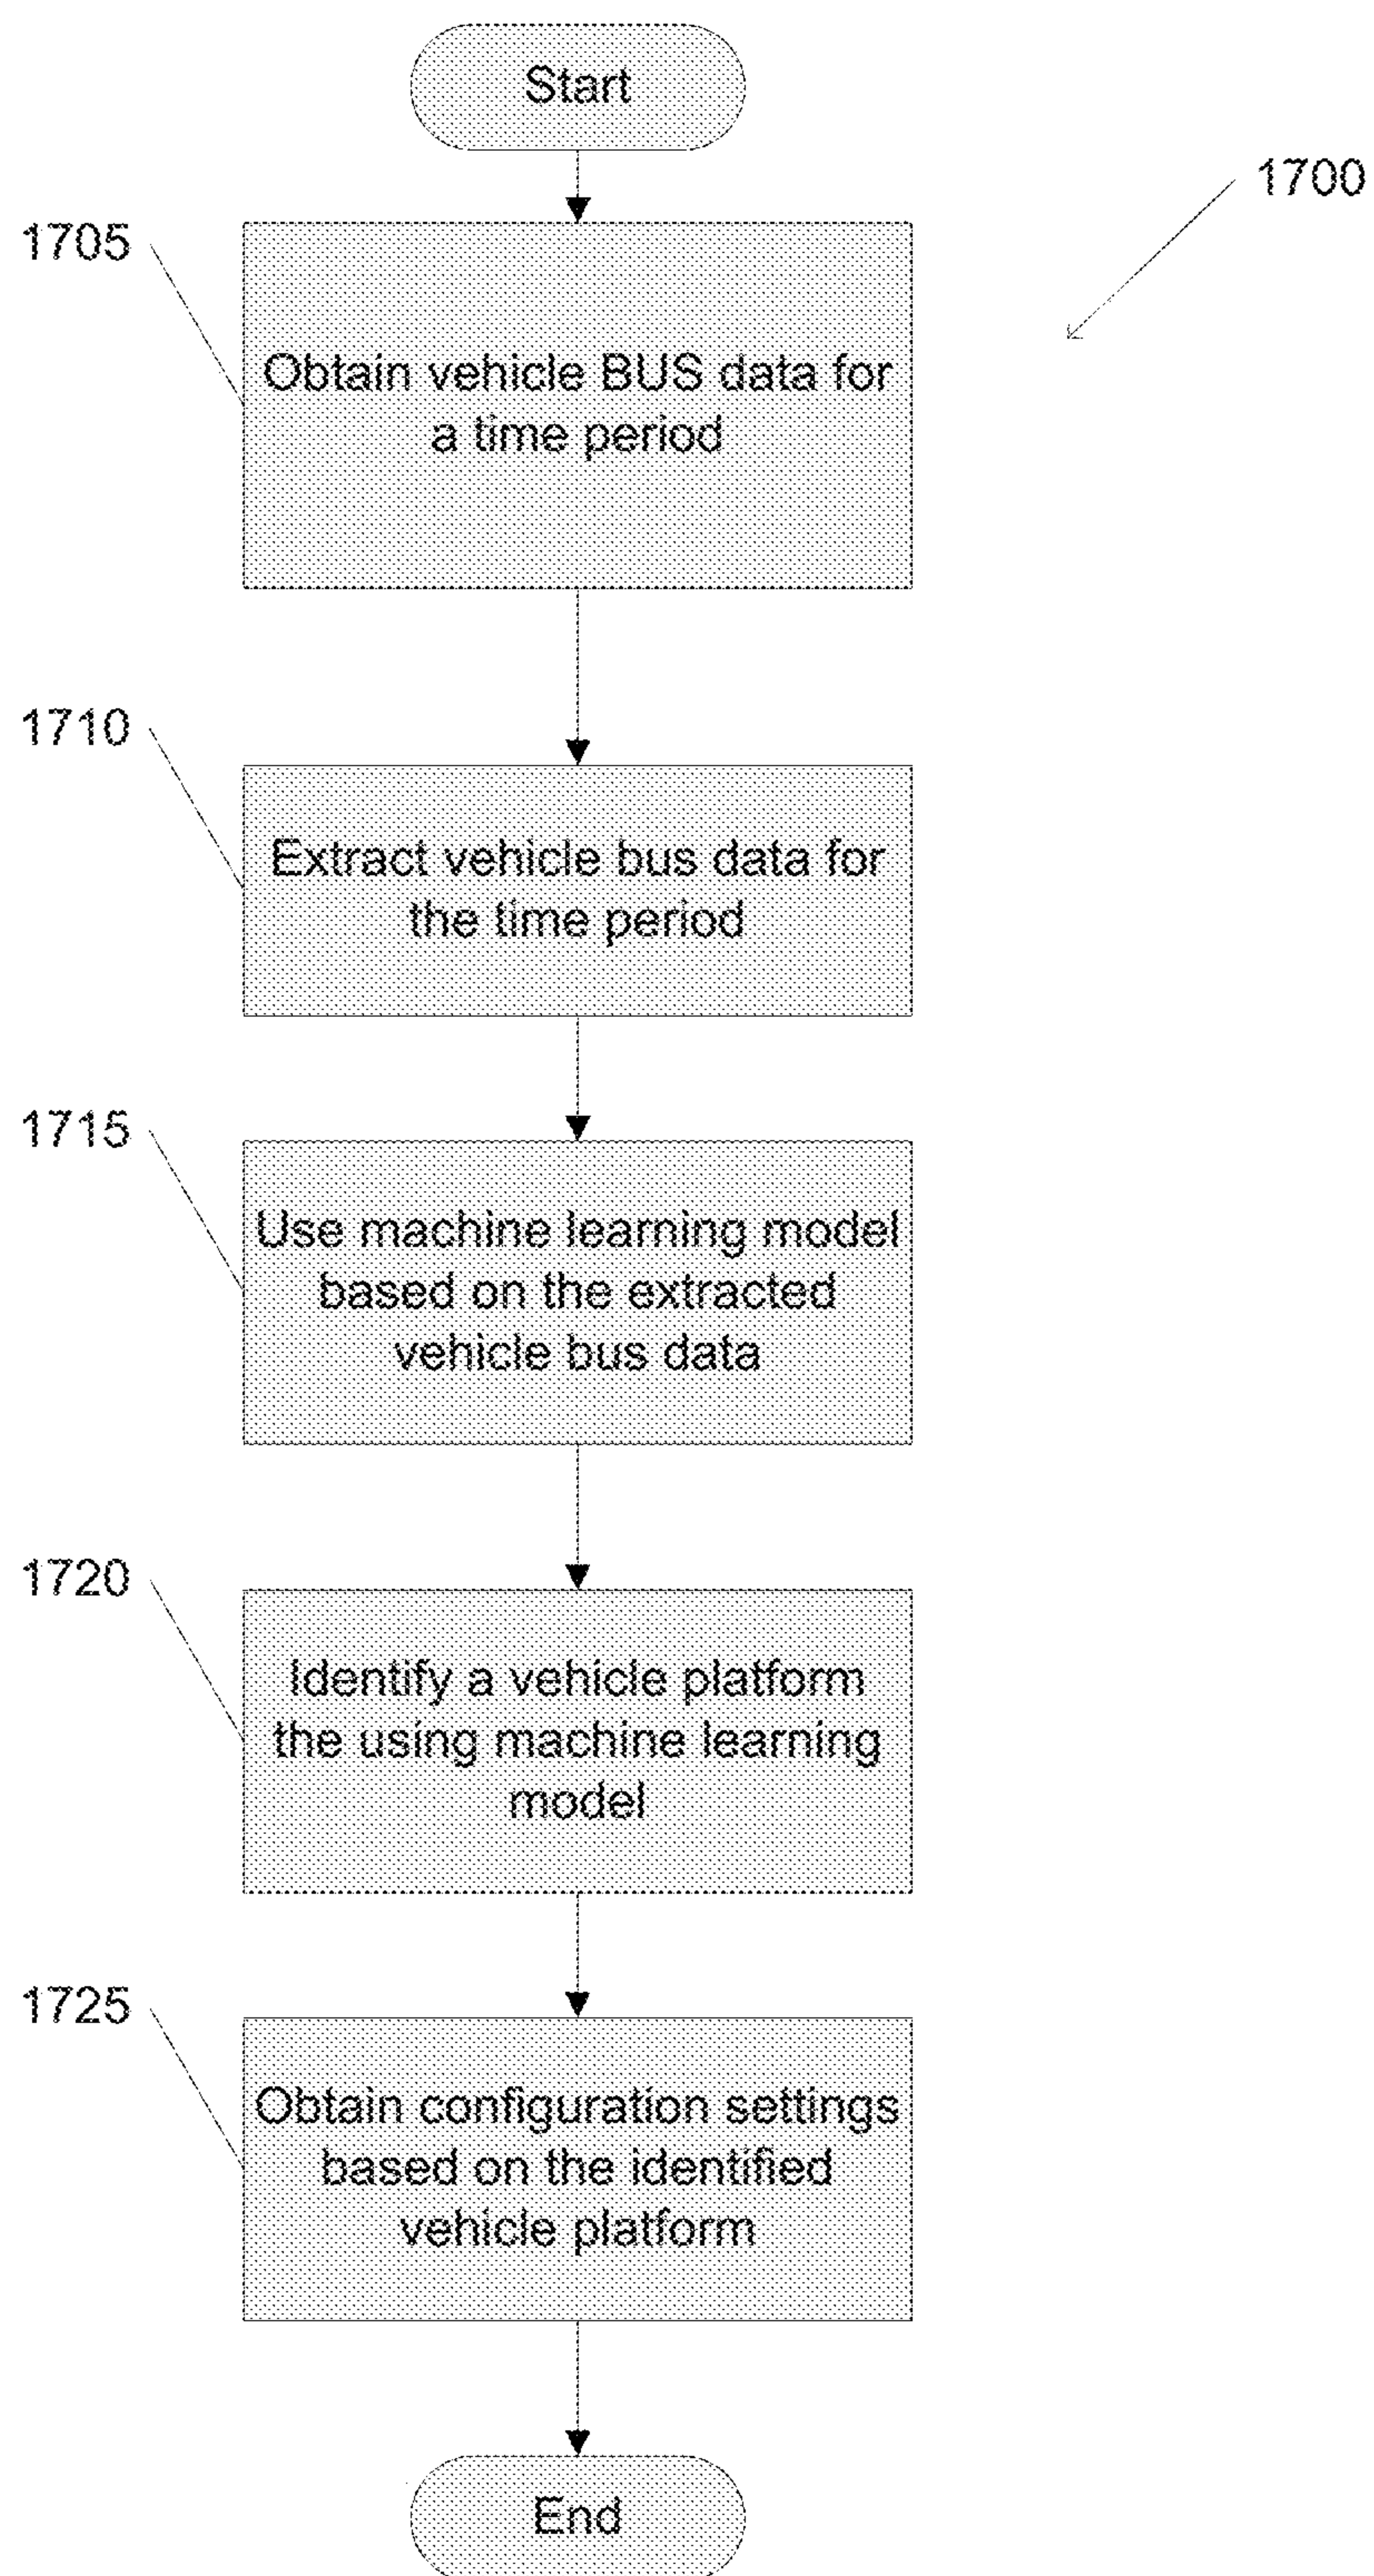 Start
1700
1705
Obtain vehicle BUS data for
a time period
1710
Extract vehicle bus data for
the time period
1715
Use machine learning model
based on the extracted
vehicle bus data
1720
Identify a vehicle platform
the using machine learning
model
1725
Obtain configuration settings
based on the identified
vehicle platform
End